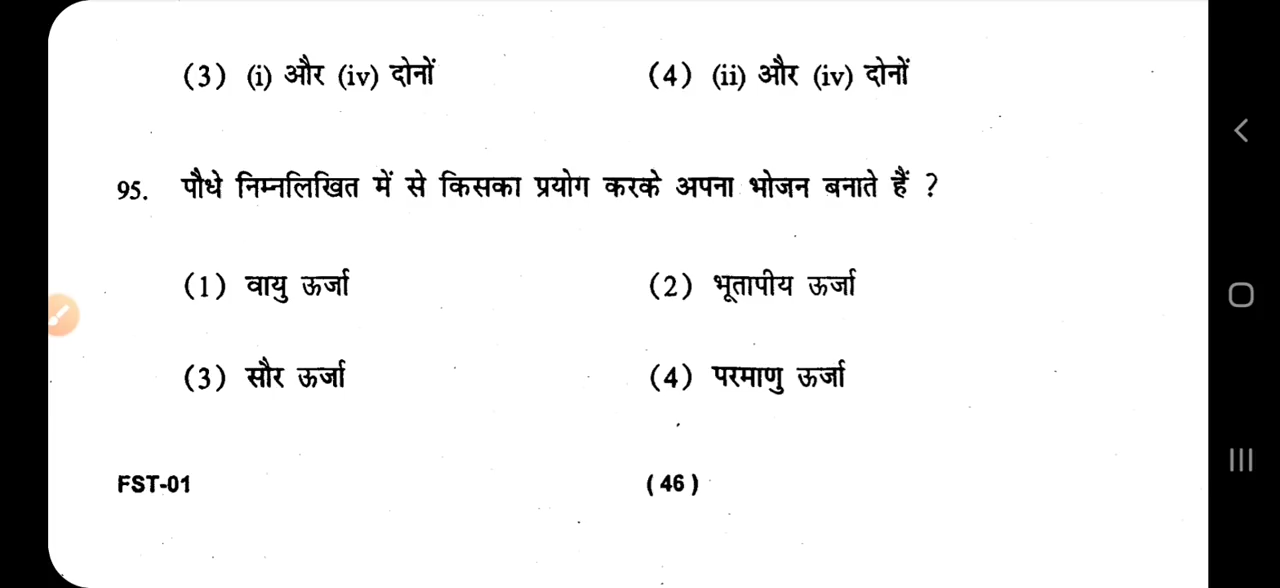 (3) (i) और (iv) दोनों (4) (ii) और (iv) दोनों
95. पौधे निम्नलिखित में से किसका प्रयोग करके अपना भोजन बनाते हैं ?
(1) वायु ऊर्जा (2) भूतापीय ऊर्जा
(3) सौर ऊर्जा (4) परमाणु ऊर्जा
FST-01 (46)